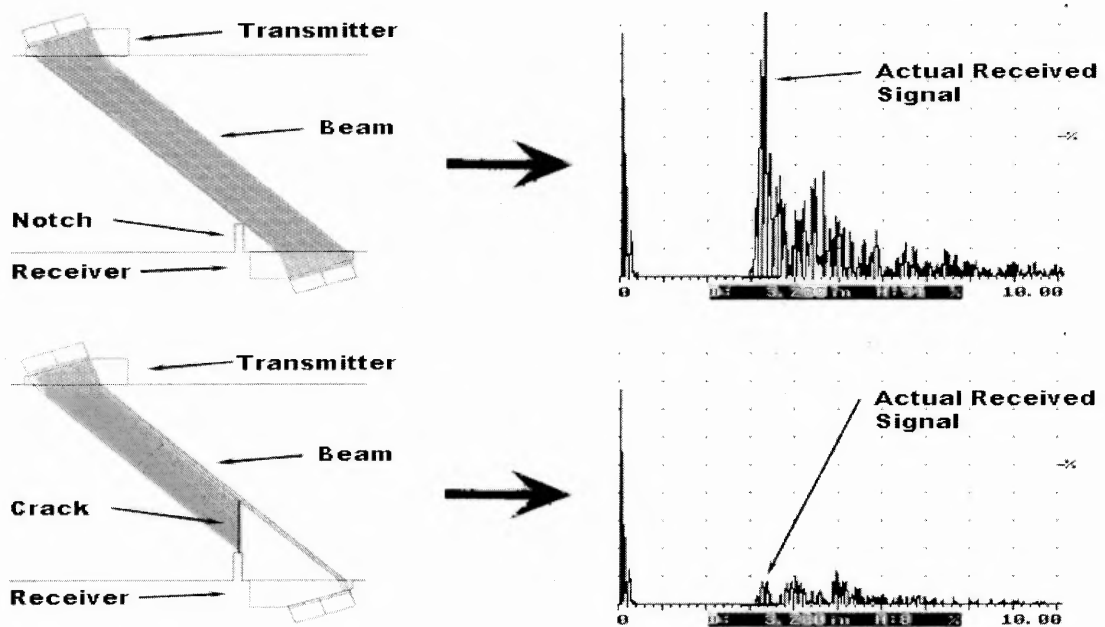 Transmitter
Beam
Notch
Receiver
Actual Received
Signal
-%
0
10.00
Transmitter
Beam
Crack
Receiver
Actual Received
Signal
-%
0
10.00